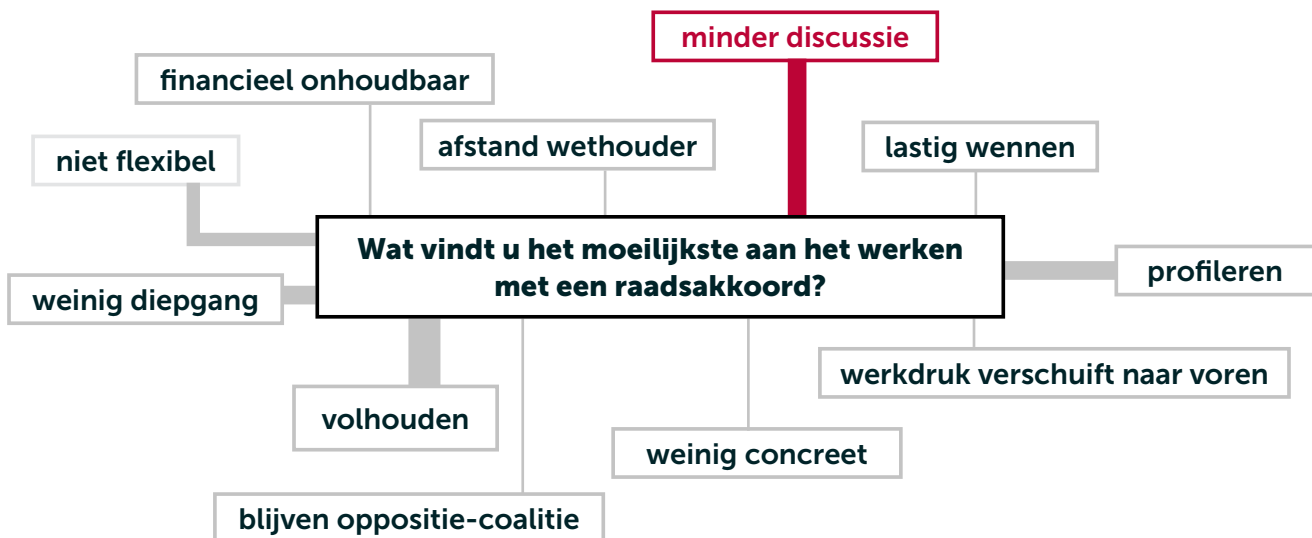 minder discussie
financieel onhoudbaar
afstand wethouder
lastig wennen
niet flexibel
Wat vindt u het moeilijkste aan het werken
met een raadsakkoord?
profileren
weinig diepgang
werkdruk verschuift naar voren
volhouden
weinig concreet
blijven oppositie-coalitie